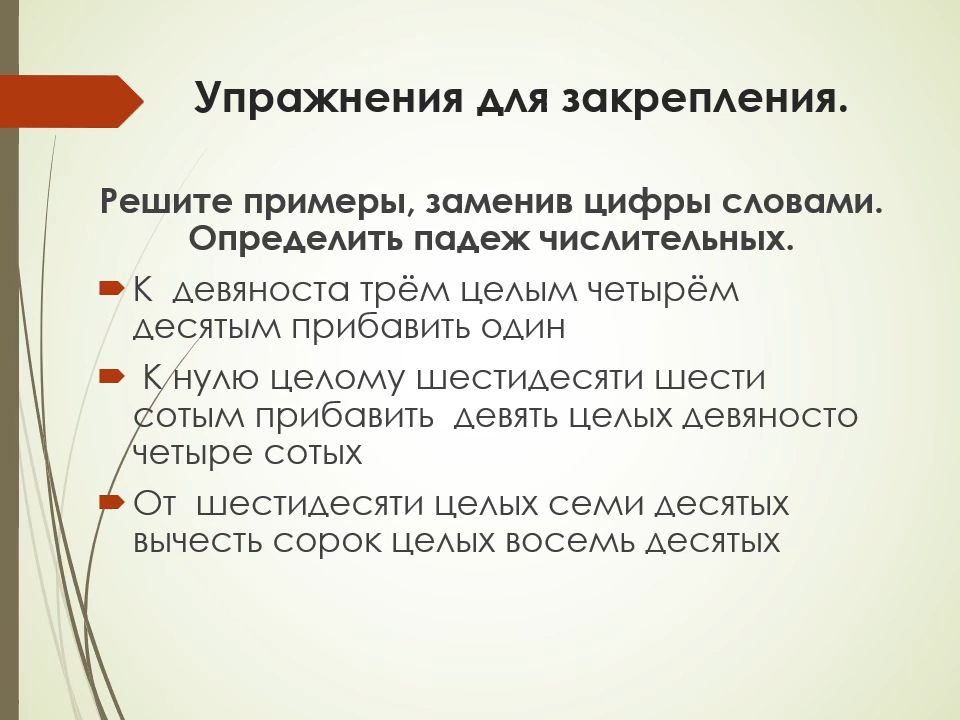 Упражнения для закрепления.
Решите примеры, заменив цифры словами.
Определить падеж числительных.
К девяноста трём целым четырём
десятым прибавить один
К нулю целому шестидесяти шести
сотым прибавить девять целых девяносто
четыре сотых
От шестидесяти целых семи десятых
вычесть сорок целых восемь десятых